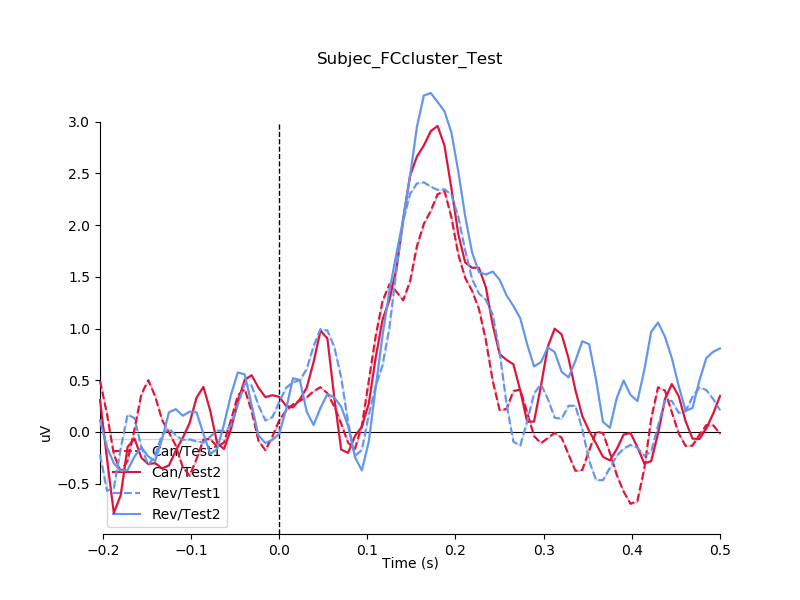 Subjec_FCcluster_Test
3.0
2.5
2.0
1.5
1.0
0.5
0.0
−0.5
uV
Can/Test1
Can/Test2
Rev/Test1
Rev/Test2
−0.2 −0.1 0.0 0.1 0.2 0.3 0.4 0.5
Time (s)